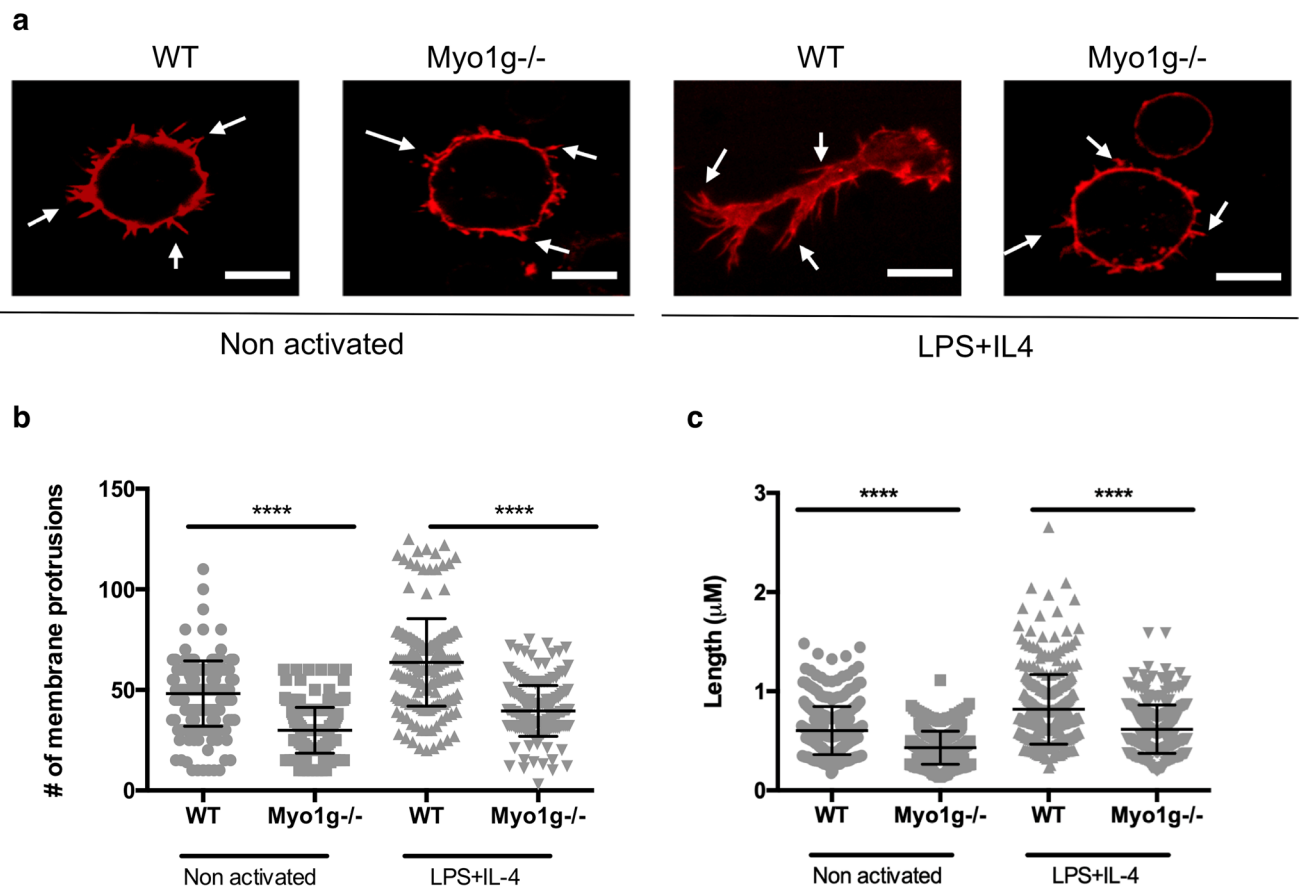 a
WT
Myo1g-/-
WT
Myo1g-/-
Non activated
LPS+IL4
b
c
# of membrane protrusions
150
100
50
0
****
****
WT
Myo1g-/-
WT
Myo1g-/-
Non activated
LPS+IL-4
Length (μM)
3
2
1
0
****
****
WT
Myo1g-/-
WT
Myo1g-/-
Non activated
LPS+IL-4